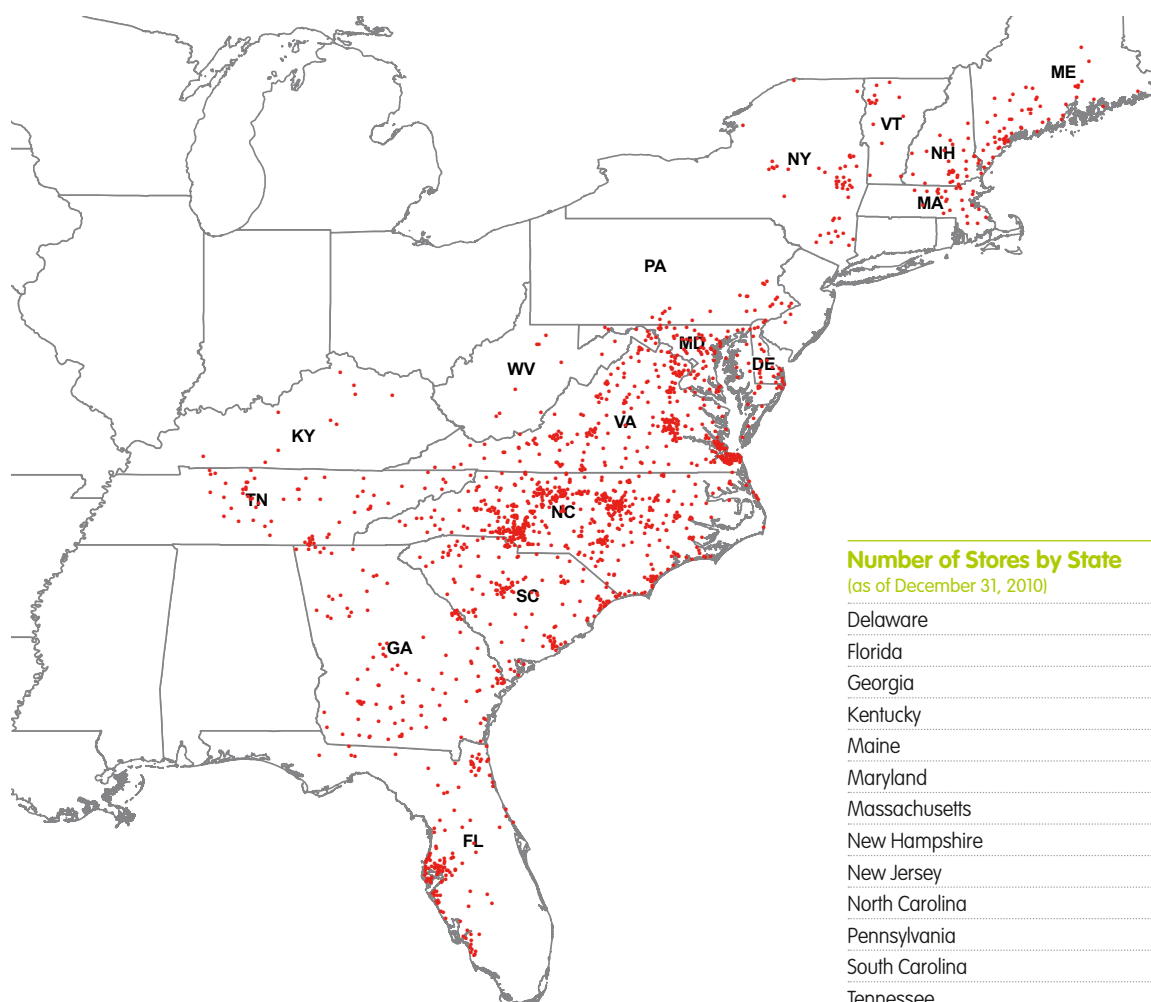 ME
VT
NY
NH
MA
PA
MD
WV
DE
VA
KY
TN
NC
SC
GA
FL
Number of Stores by State
(as of December 31, 2010)
Delaware
Florida
Georgia
Kentucky
Maine
Maryland
Massachusetts
New Hampshire
New Jersey
North Carolina
Pennsylvania
South Carolina
Tennessee